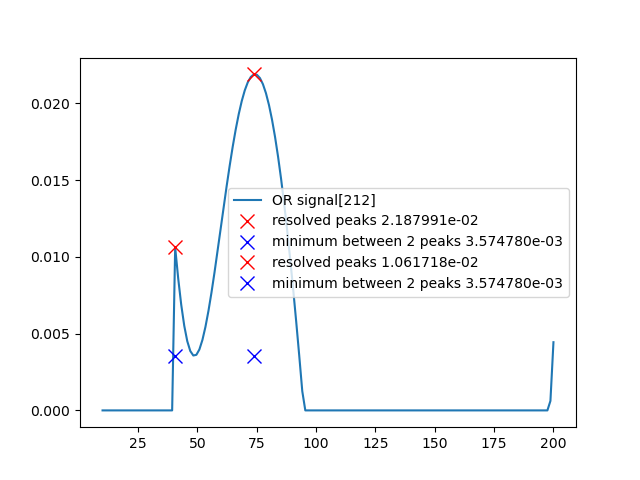 0.020
0.015
0.010
0.005
0.000
OR signal[212]
resolved peaks 2.187991e-02
minimum between 2 peaks 3.574780e-03
resolved peaks 1.061718e-02
minimum between 2 peaks 3.574780e-03
25 50 75 100 125 150 175 200